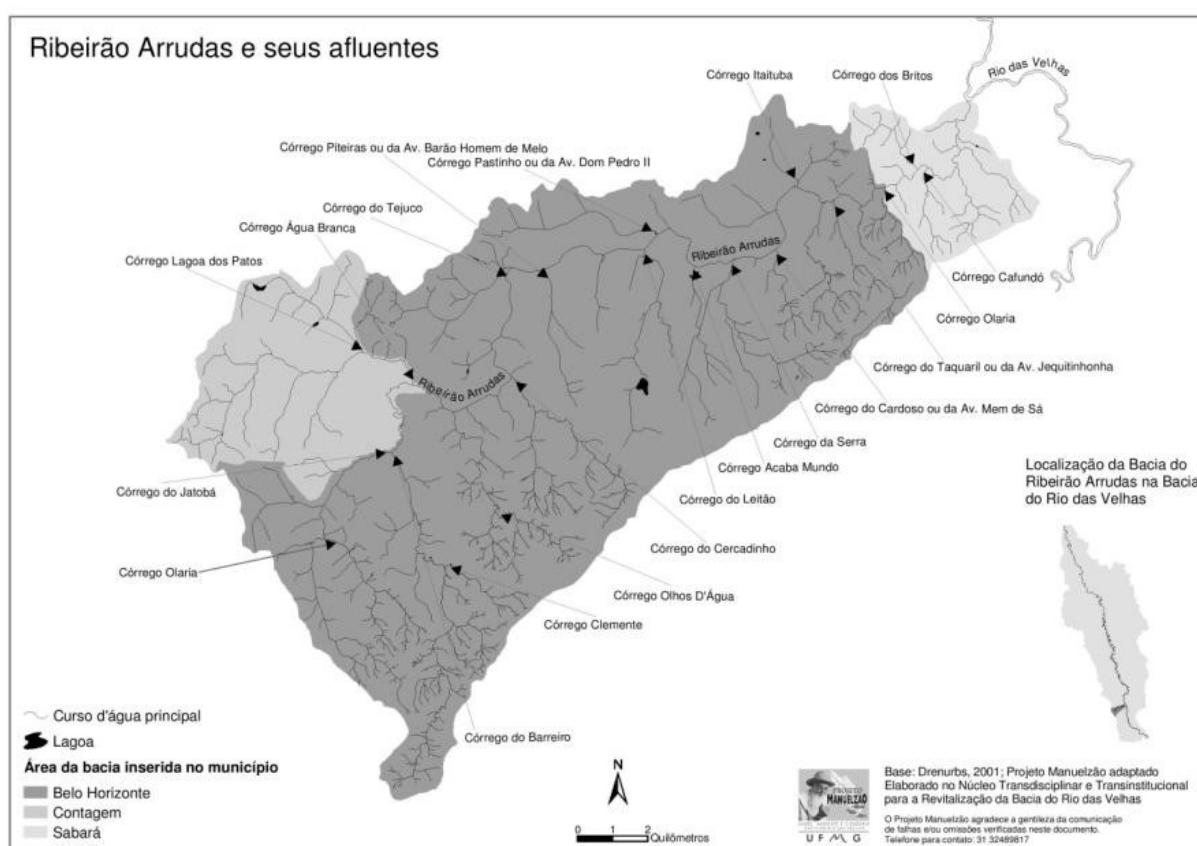 Ribeirão Arrudas e seus afluentes
Rio das Velhas
Córrego Itaituba
Córrego dos Britos
Córrego Piteiras ou da Av. Barão Homem de Melo
Córrego Pastinho ou da Av. Dom Pedro II
Córrego do Tejuco
Córrego Água Branca
Córrego Lagoa dos Patos
Ribeirão Arrudas
Córrego Cafundó
Córrego Olaria
Córrego do Taquaril ou da Av. Jequitinhonha
Ribeirão Arrudas
Córrego do Cardoso ou da Av. Mem de Sá
Córrego da Serra
Córrego Acaba Mundo
Córrego do Leitão
Córrego do Jatobá
Córrego do Cercadinho
Córrego Olaria
Córrego Olhos D'Água
Córrego Clemente
Córrego do Barreiro
Localização da Bacia do
Ribeirão Arrudas na Bacia
do Rio das Velhas
Curso d'água principal
Lagoa
Área da bacia inserida no município
Belo Horizonte
Contagem
Sabará
N
0 1 2
Quilômetros
PROJETO
MANUELZÃO
U F M G
Base: Drenurbs, 2001; Projeto Manuelzão adaptado
Elaborado no Núcleo Transdisciplinar e Transinstitucional
para a Revitalização da Bacia do Rio das Velhas
O Projeto Manuelzão agradece a gentileza da comunicação
de falhas e/ou omissões verificadas neste documento.
Telefone para contato: 31 32489817